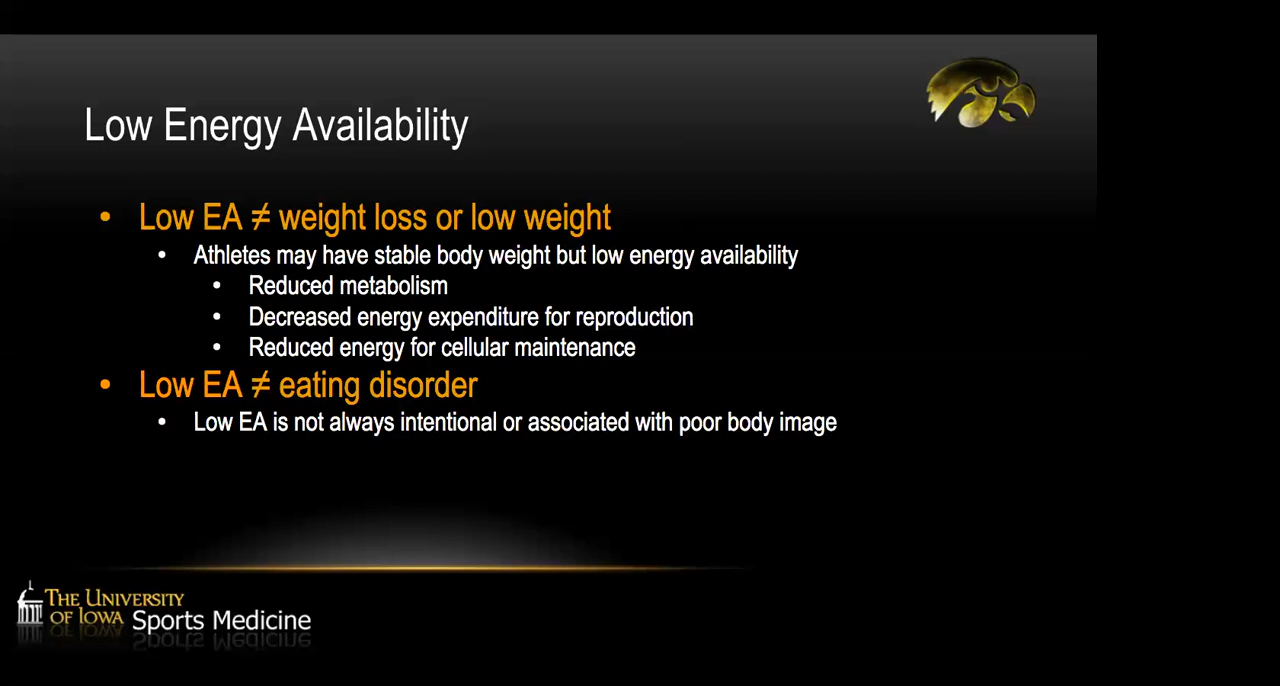 Low Energy Availability
• Low EA ≠ weight loss or low weight
• Athletes may have stable body weight but low energy availability
• Reduced metabolism
• Decreased energy expenditure for reproduction
• Reduced energy for cellular maintenance
• Low EA ≠ eating disorder
• Low EA is not always intentional or associated with poor body image
THE UNIVERSITY
OF IOWA Sports Medicine